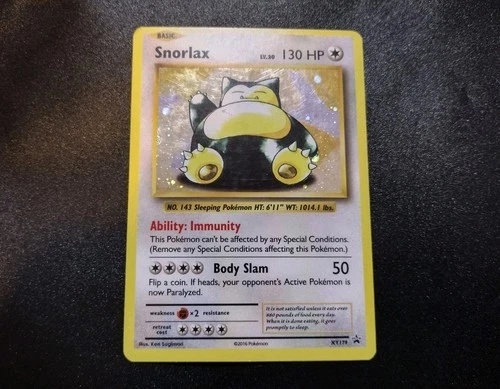 BASIC
Snorlax LV.20 130 HP
NO. 143 Sleeping Pokémon HT: 6'11" WT: 1014.1 lbs.
Ability: Immunity
This Pokémon can't be affected by any Special Conditions.
(Remove any Special Conditions affecting this Pokémon.)
Body Slam 50
Flip a coin. If heads, your opponent's Active Pokémon is
now Paralyzed.
weakness ×2 resistance
It is not satisfied unless it eats over
880 pounds of food every day.
When it is done eating, it goes
promptly to sleep.
retreat
cost
Illus. Ken Sugimori ©2016 Pokémon XY179